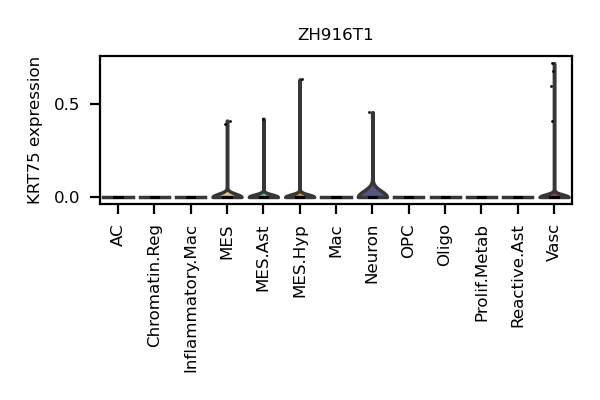 ZH916T1
KRT75 expression
0.5
0.0
AC
Chromatin.Reg
Inflammatory.Mac
MES
MES.Ast
MES.Hyp
Mac
Neuron
OPC
Oligo
Prolif.Metab
Reactive.Ast
Vasc